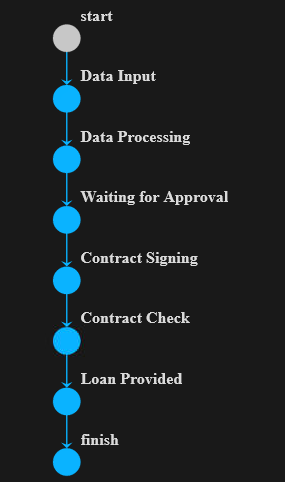 start
Data Input
Data Processing
Waiting for Approval
Contract Signing
Contract Check
Loan Provided
finish